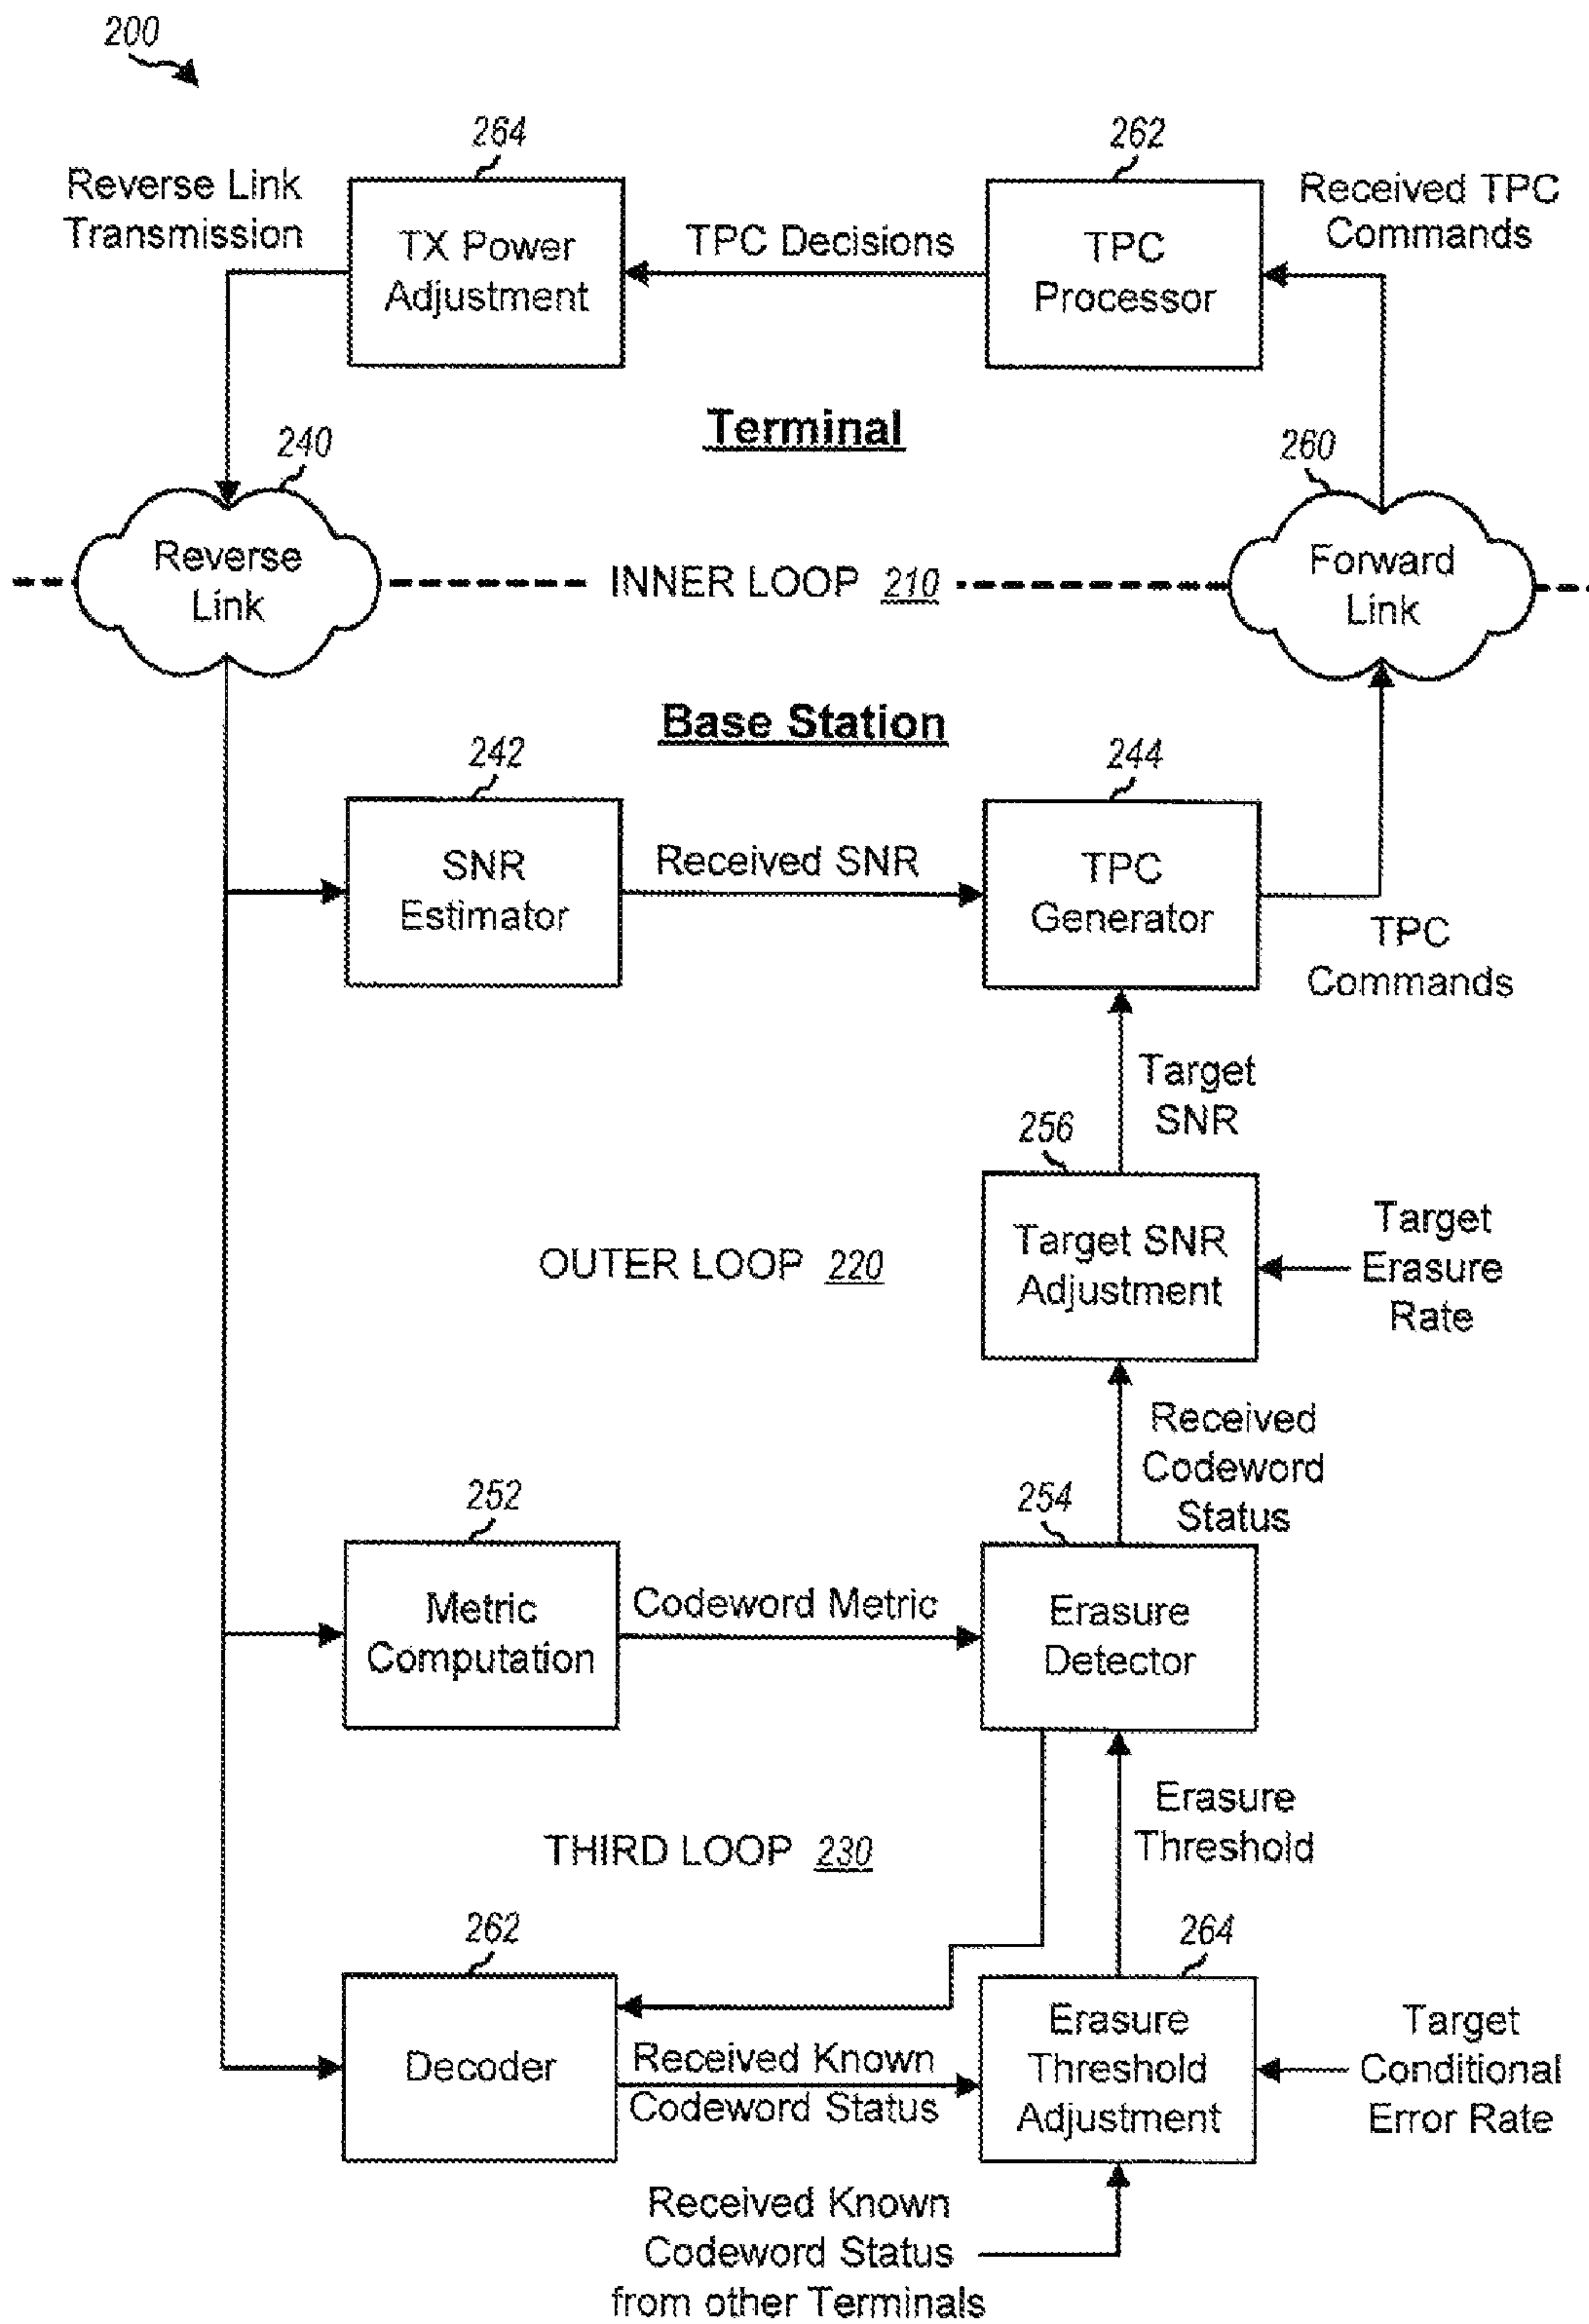 200
264
262
Reverse Link
Transmission
TX Power
Adjustment
TPC Decisions
TPC
Processor
Received TPC
Commands
Terminal
240
260
Reverse
Link
INNER LOOP 210
Forward
Link
Base Station
242
244
SNR
Estimator
Received SNR
TPC
Generator
TPC
Commands
Target
SNR
256
OUTER LOOP 220
Target SNR
Adjustment
Target
Erasure
Rate
Received
Codeword
Status
252
254
Metric
Computation
Codeword Metric
Erasure
Detector
Erasure
Threshold
THIRD LOOP 230
262
264
Decoder
Received Known
Codeword Status
Erasure
Threshold
Adjustment
Target
Conditional
Error Rate
Received Known
Codeword Status
from other Terminals